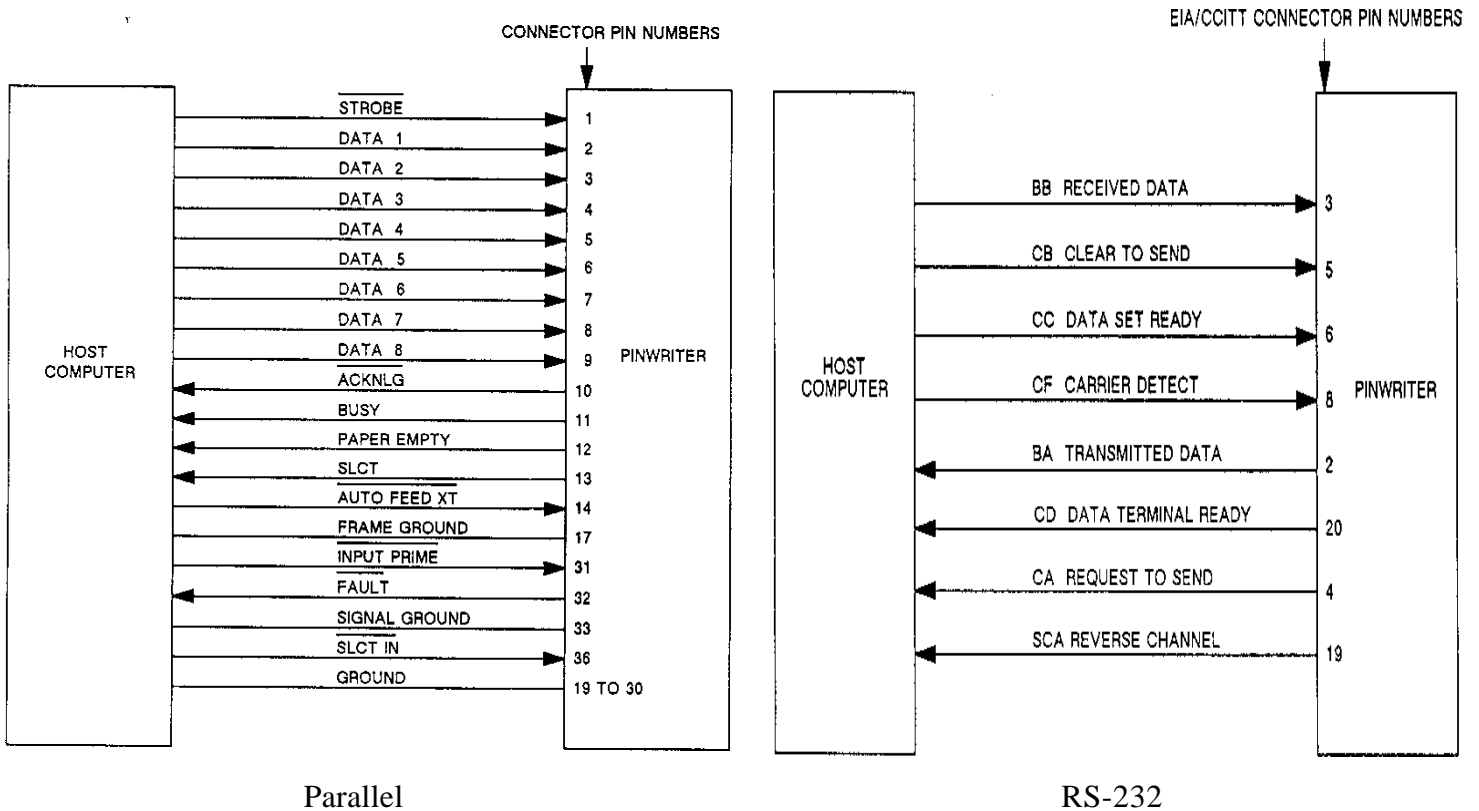 CONNECTOR PIN NUMBERS
HOST
COMPUTER
STROBE 1
DATA 1 2
DATA 2 3
DATA 3 4
DATA 4 5
DATA 5 6
DATA 6 7
DATA 7 8
DATA 8 9
ACKNLG 10
BUSY 11
PAPER EMPTY 12
SLCT 13
AUTO FEED XT 14
FRAME GROUND 17
INPUT PRIME 31
FAULT 32
SIGNAL GROUND 33
SLCT IN 36
GROUND 19 TO 30
PINWRITER
Parallel
EIA/CCITT CONNECTOR PIN NUMBERS
HOST
COMPUTER
BB RECEIVED DATA 3
CB CLEAR TO SEND 5
CC DATA SET READY 6
CF CARRIER DETECT 8
BA TRANSMITTED DATA 2
CD DATA TERMINAL READY 20
CA REQUEST TO SEND 4
SCA REVERSE CHANNEL 19
PINWRITER
RS-232